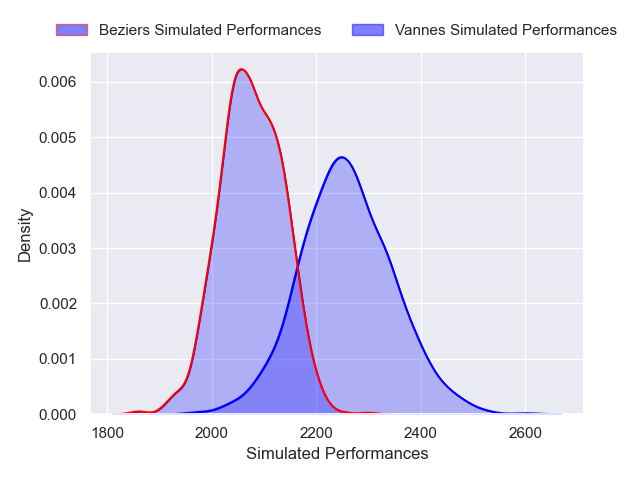 Beziers Simulated Performances Vannes Simulated Performances
0.006
0.005
0.004
0.003
0.002
0.001
0.000
Density
1800 2000 2200 2400 2600
Simulated Performances